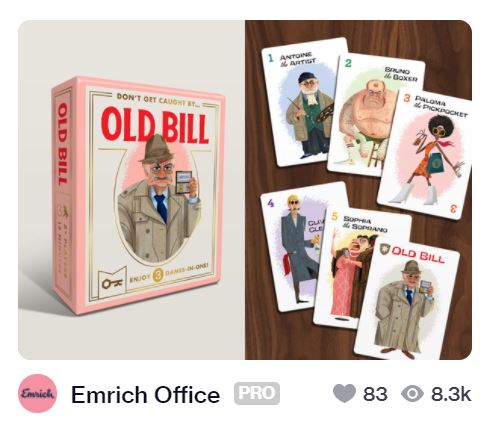 DON'T GET CAUGHT BY...
OLD BILL
OLD BILL
ENJOY 3 GAMES-IN-ONE!
1 ANTOINE
the ARTIST
2 BRUNO
the BOXER
3 PALOMA
the PICKPOCKET
3
4
5 SOPHIA
the SOPRANO
OLD BILL
Emrich
Emrich Office PRO 83 8.3k